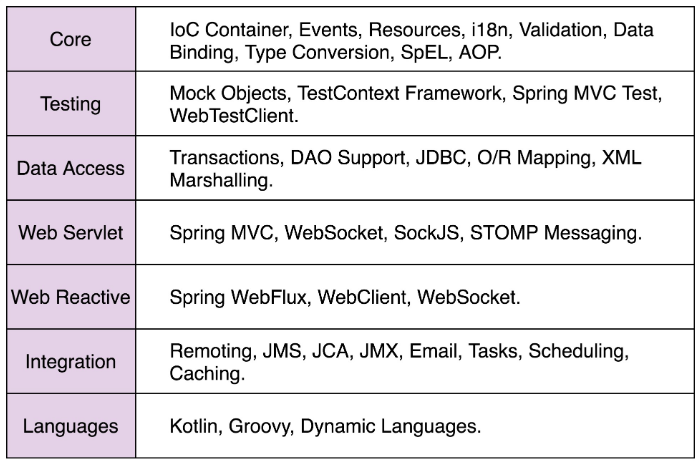 Core
IoC Container, Events, Resources, i18n, Validation, Data
Binding, Type Conversion, SpEL, AOP.
Testing
Mock Objects, TestContext Framework, Spring MVC Test,
WebTestClient.
Data Access
Transactions, DAO Support, JDBC, O/R Mapping, XML
Marshalling.
Web Servlet
Spring MVC, WebSocket, SockJS, STOMP Messaging.
Web Reactive
Spring WebFlux, WebClient, WebSocket.
Integration
Remoting, JMS, JCA, JMX, Email, Tasks, Scheduling,
Caching.
Languages
Kotlin, Groovy, Dynamic Languages.